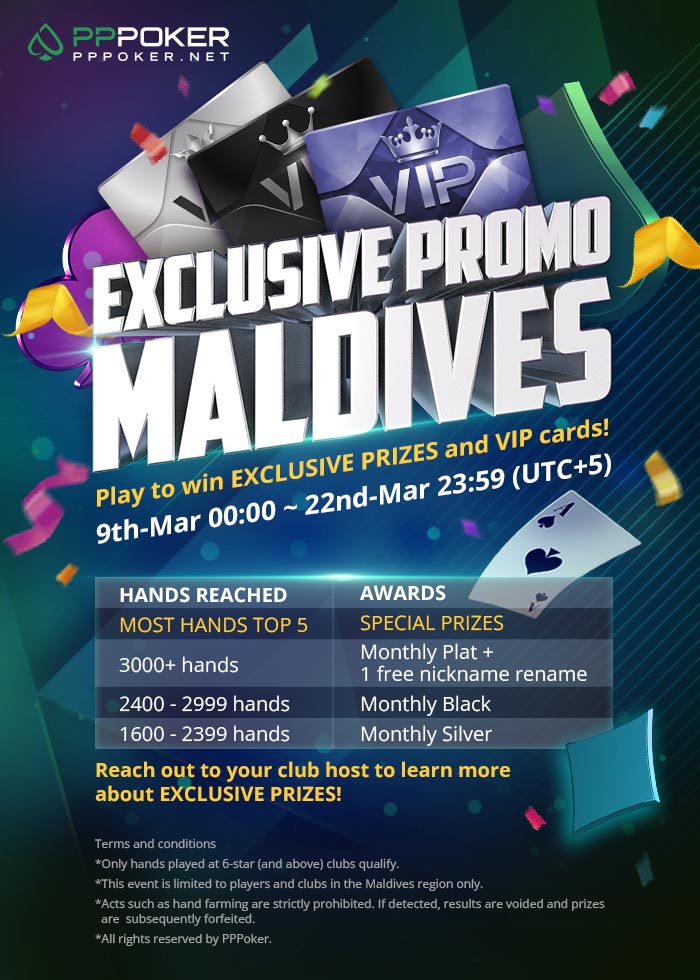 PPPOKER
PPPOKER.NET
V
V
VIP
EXCLUSIVE PROMO
MALDIVES
Play to win EXCLUSIVE PRIZES and VIP cards!
9th-Mar 00:00 ~ 22nd-Mar 23:59 (UTC+5)
A
HANDS REACHED AWARDS
MOST HANDS TOP 5 SPECIAL PRIZES
3000+ hands Monthly Plat +
1 free nickname rename
2400 - 2999 hands Monthly Black
1600 - 2399 hands Monthly Silver
Reach out to your club host to learn more
about EXCLUSIVE PRIZES!
Terms and conditions
*Only hands played at 6-star (and above) clubs qualify.
*This event is limited to players and clubs in the Maldives region only.
*Acts such as hand farming are strictly prohibited. If detected, results are voided and prizes
are subsequently forfeited.
*All rights reserved by PPPoker.